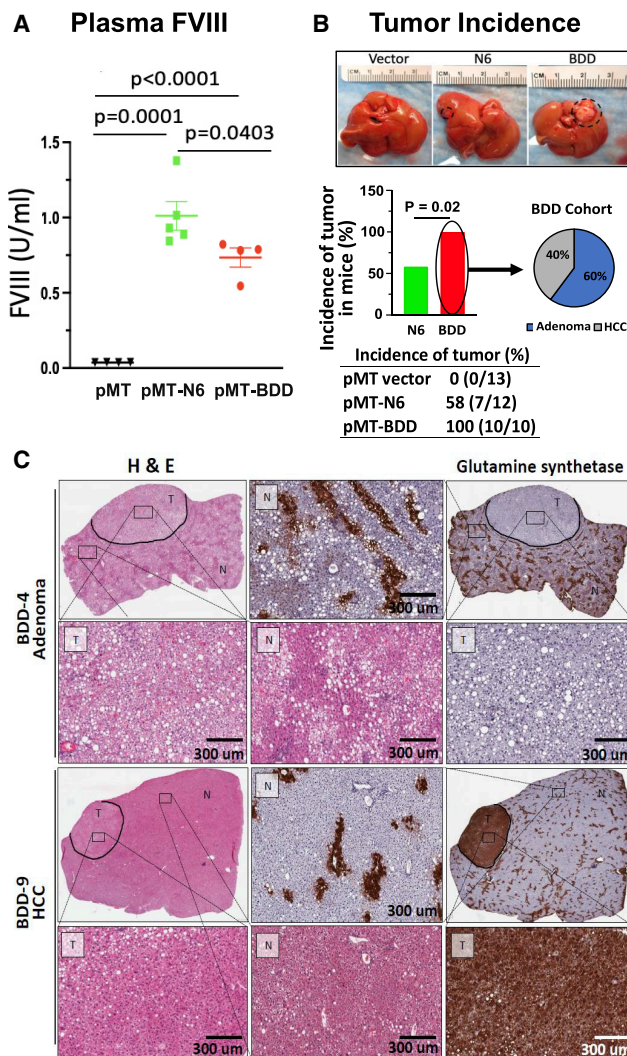 A Plasma FVIII
p<0.0001
p=0.0001
p=0.0403
FVIII (U/ml)
1.5
1.0
0.5
0.0
pMT pMT-N6 pMT-BDD
B Tumor Incidence
Vector N6 BDD
Incidence of tumor
in mice (%)
150
100
50
0
P = 0.02
N6 BDD
BDD Cohort
40%
60%
Adenoma HCC
Incidence of tumor (%)
pMT vector 0 (0/13)
pMT-N6 58 (7/12)
pMT-BDD 100 (10/10)
C
H & E Glutamine synthetase
BDD-4
Adenoma
T
N
N
300 um
T
N
T
300 um
N
300 um
T
300 um
BDD-9
HCC
T
N
N
300 um
T
N
T
300 um
N
300 um
T
300 um